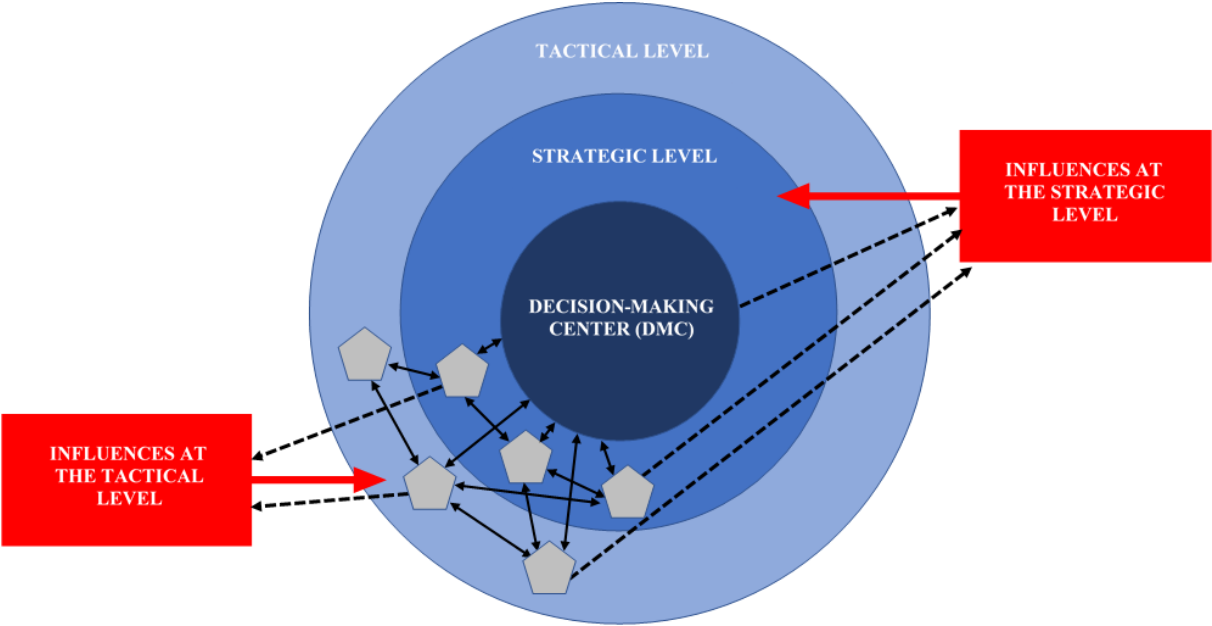 TACTICAL LEVEL
STRATEGIC LEVEL
INFLUENCES AT
THE STRATEGIC
LEVEL
DECISION-MAKING
CENTER (DMC)
INFLUENCES AT
THE TACTICAL
LEVEL